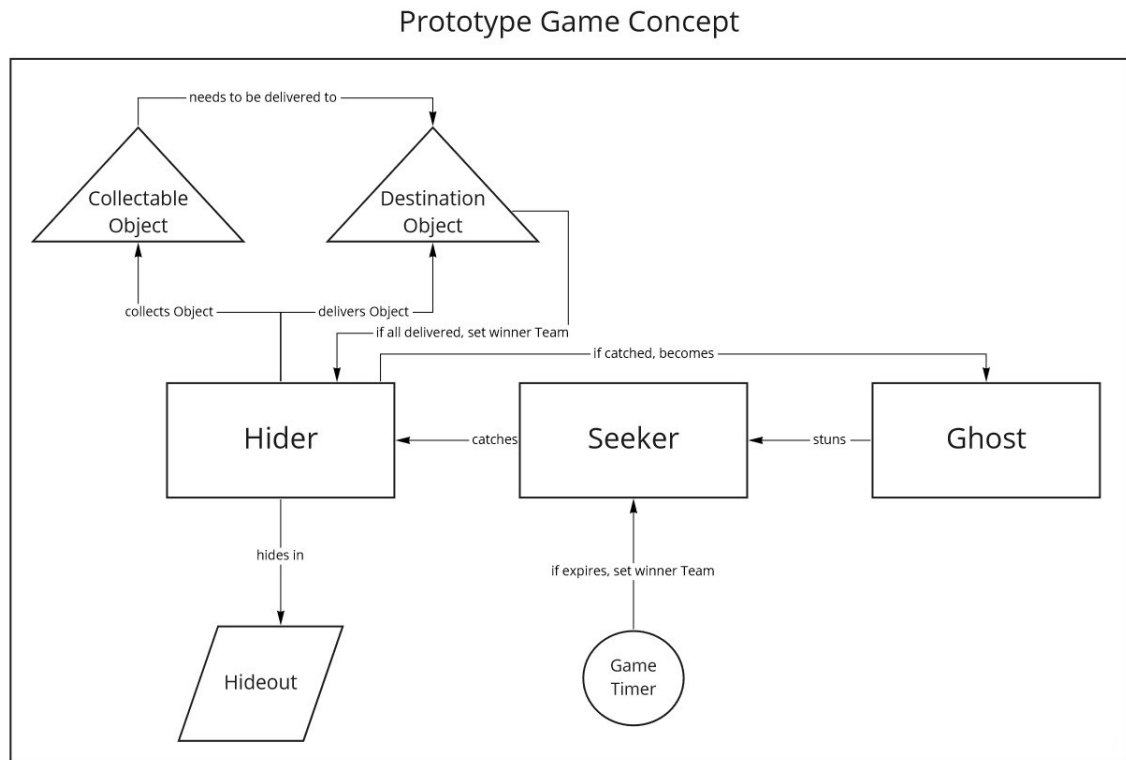 Prototype Game Concept
needs to be delivered to
Collectable
Object
Destination
Object
collects Object
delivers Object
if all delivered, set winner Team
if catched, becomes
Hider
catches
Seeker
stuns
Ghost
hides in
if expires, set winner Team
Hideout
Game
Timer